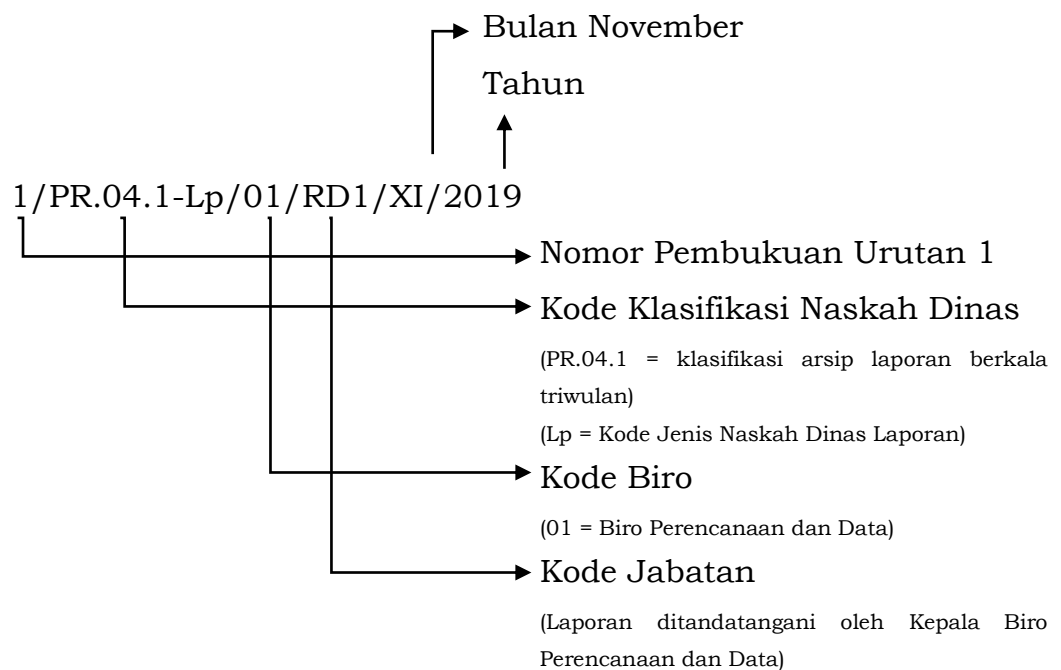 Bulan November
Tahun
1/PR.04.1-Lp/01/RD1/XI/2019
Nomor Pembukuan Urutan 1
Kode Klasifikasi Naskah Dinas
(PR.04.1 = klasifikasi arsip laporan berkala
triwulan)
(Lp = Kode Jenis Naskah Dinas Laporan)
Kode Biro
(01 = Biro Perencanaan dan Data)
Kode Jabatan
(Laporan ditandatangani oleh Kepala Biro
Perencanaan dan Data)